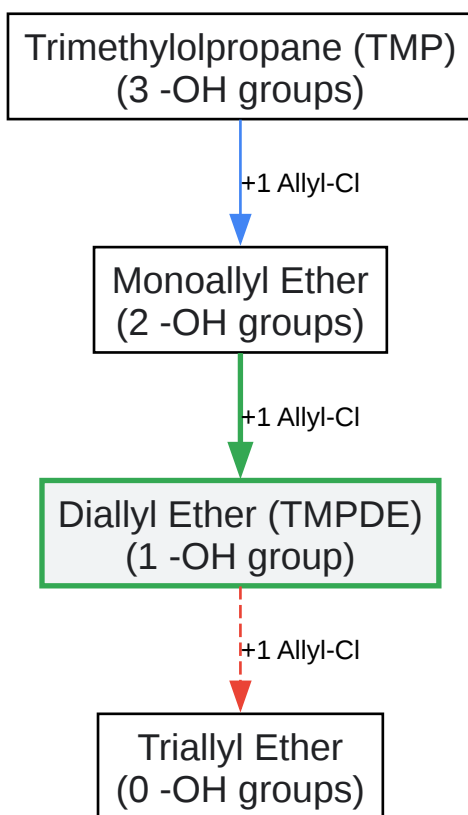 Trimethylolpropane (TMP)
(3 -OH groups)
+1 Allyl-Cl
Monoallyl Ether
(2 -OH groups)
+1 Allyl-Cl
Diallyl Ether (TMPDE)
(1 -OH group)
+1 Allyl-Cl
Triallyl Ether
(0 -OH groups)